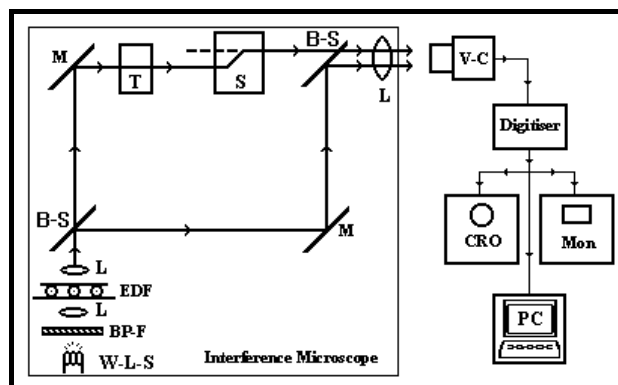 B-S
M
T
S
L
V-C
Digitiser
B-S
M
CRO
Mon
L
EDF
L
BP-F
PC
W-L-S
Interference Microscope